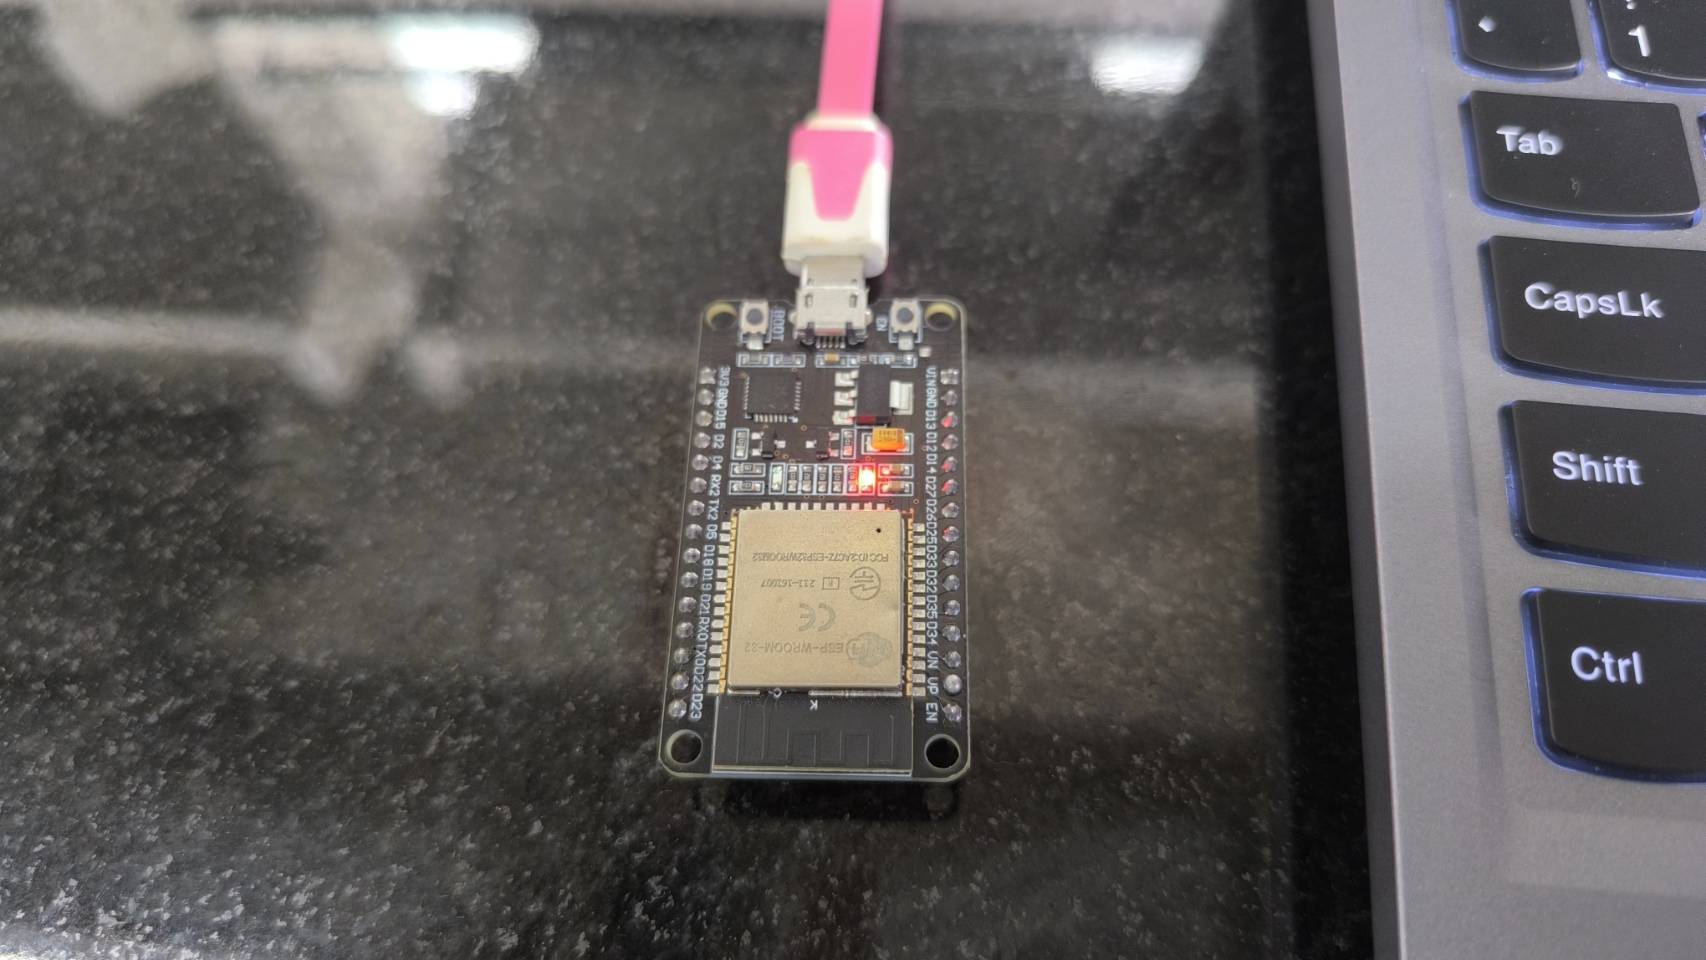 1
Tab
CapsLk
Shift
Ctrl
BOOT
EN
3V3
GND
D15
D2
D4
RX2
TX2
D5
D18
D19
D21
RX0
TX0
D22
D23
VIN
GND
D13
D12
D14
D27
D26
D25
D33
D32
D35
D34
VN
VP
EN
ESP-WROOM-32
CE
R 211-161007
FCC ID:2AC7Z-ESP32WROOM32